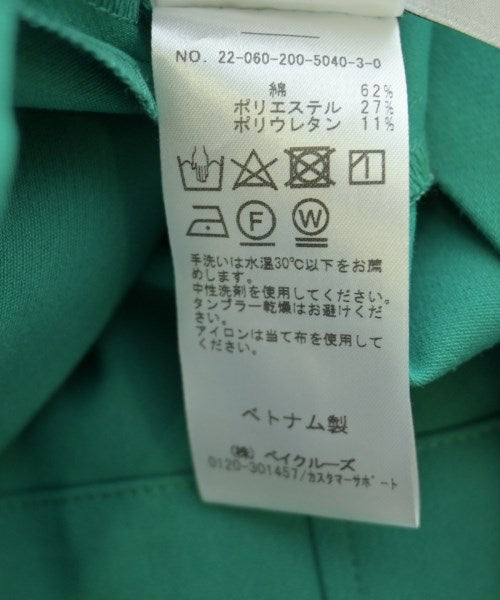 NO. 22-060-200-5040-3-0
綿 62%
ポリエステル 27%
ポリウレタン 11%
F W
手洗いは水温30℃以下をお薦
めします。
中性洗剤を使用してください。
タンブラー乾燥はお避けくださ
い。
アイロンは当て布を使用して
ください。
ベトナム製
(株) ベイクルーズ
0120-301457/カスタマーサポート